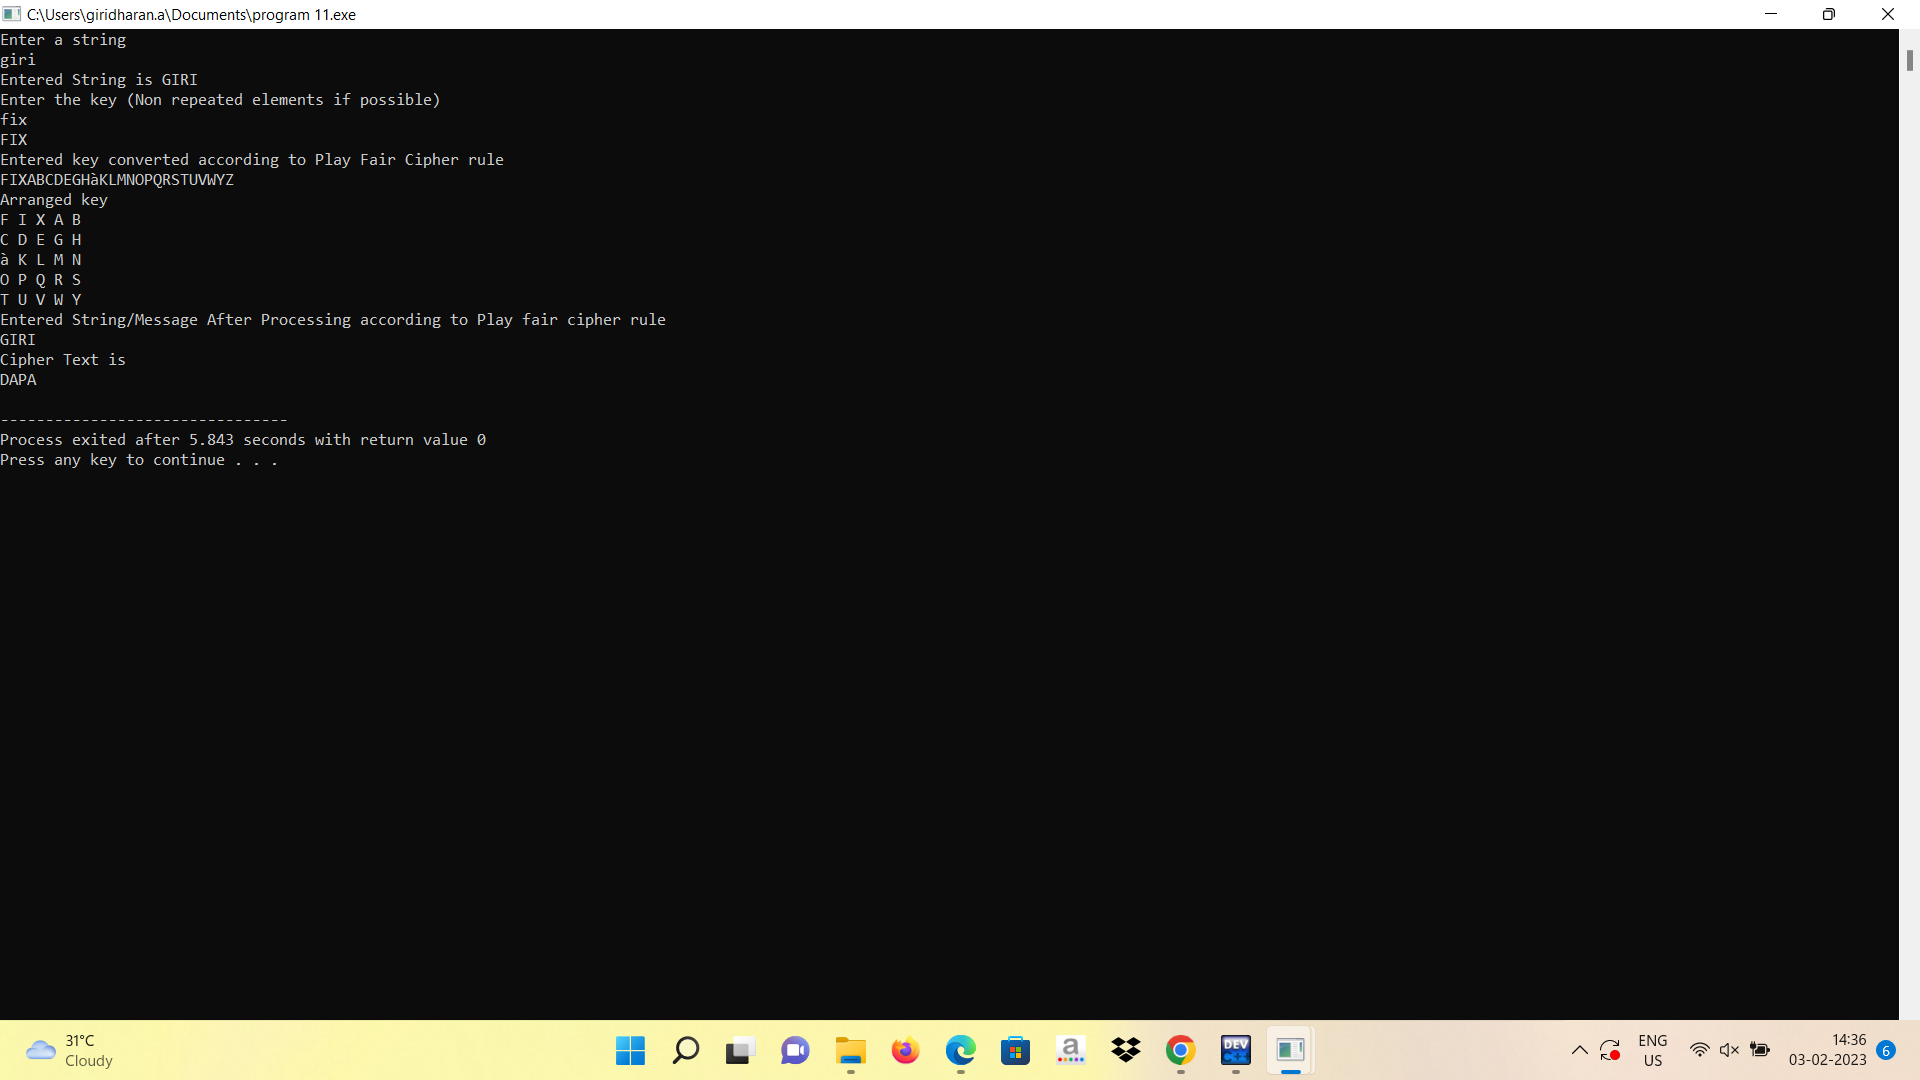 C:\Users\giridharan.a\Documents\program 11.exe
Enter a string
giri
Entered String is GIRI
Enter the key (Non repeated elements if possible)
fix
FIX
Entered key converted according to Play Fair Cipher rule
FIXABCDEGHàKLMNOPQRSTUVWYZ
Arranged key
F I X A B
C D E G H
à K L M N
O P Q R S
T U V W Y
Entered String/Message After Processing according to Play fair cipher rule
GIRI
Cipher Text is
DAPA
--------------------------------
Process exited after 5.843 seconds with return value 0
Press any key to continue . . .
31°C
Cloudy
a
DEV
C++
ENG
US
14:36
03-02-2023
6